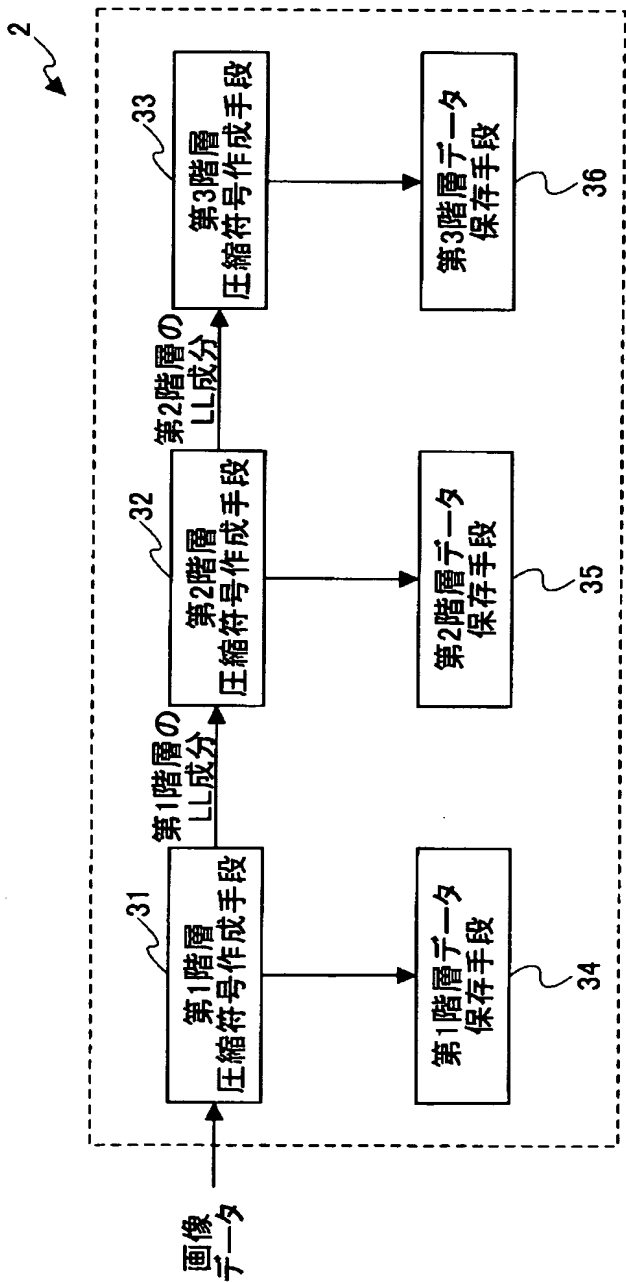 2
画像
データ
31
第1階層
圧縮符号作成手段
第1階層の
LL成分
32
第2階層
圧縮符号作成手段
第2階層の
LL成分
33
第3階層
圧縮符号作成手段
第1階層データ
保存手段
34
第2階層データ
保存手段
35
第3階層データ
保存手段
36